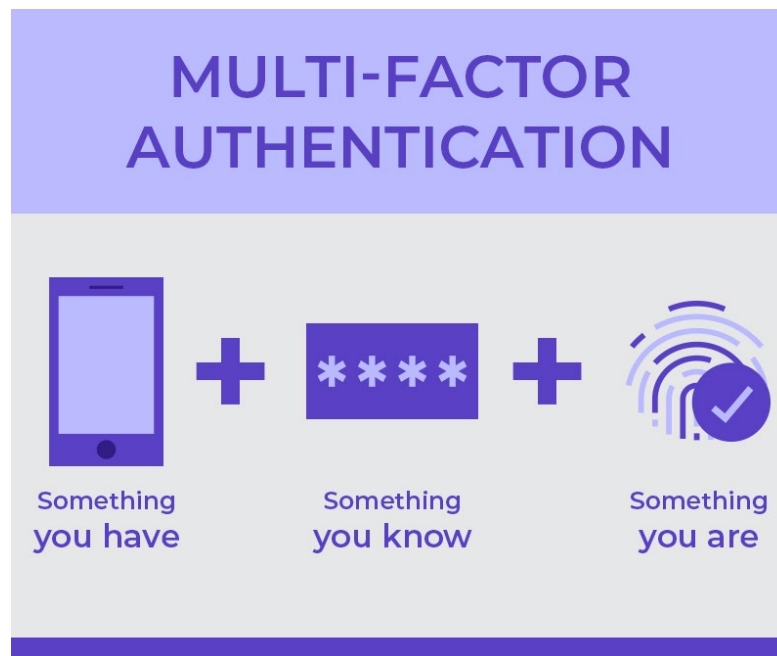 MULTI-FACTOR
AUTHENTICATION
****
Something
you have
Something
you know
Something
you are